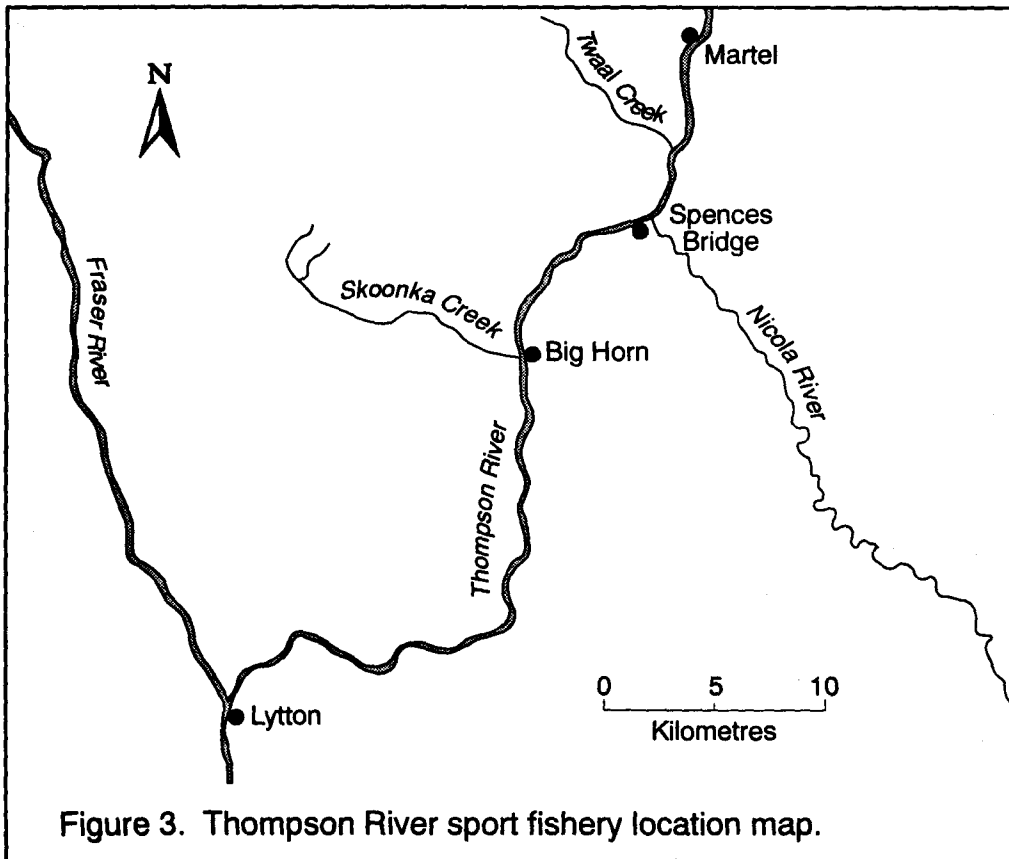 N
Martel
Twaal Creek
Spences
Bridge
Skoonka Creek
Big Horn
Fraser River
Nicola River
Thompson River
0 5 10
Kilometres
Lytton
Figure 3. Thompson River sport fishery location map.